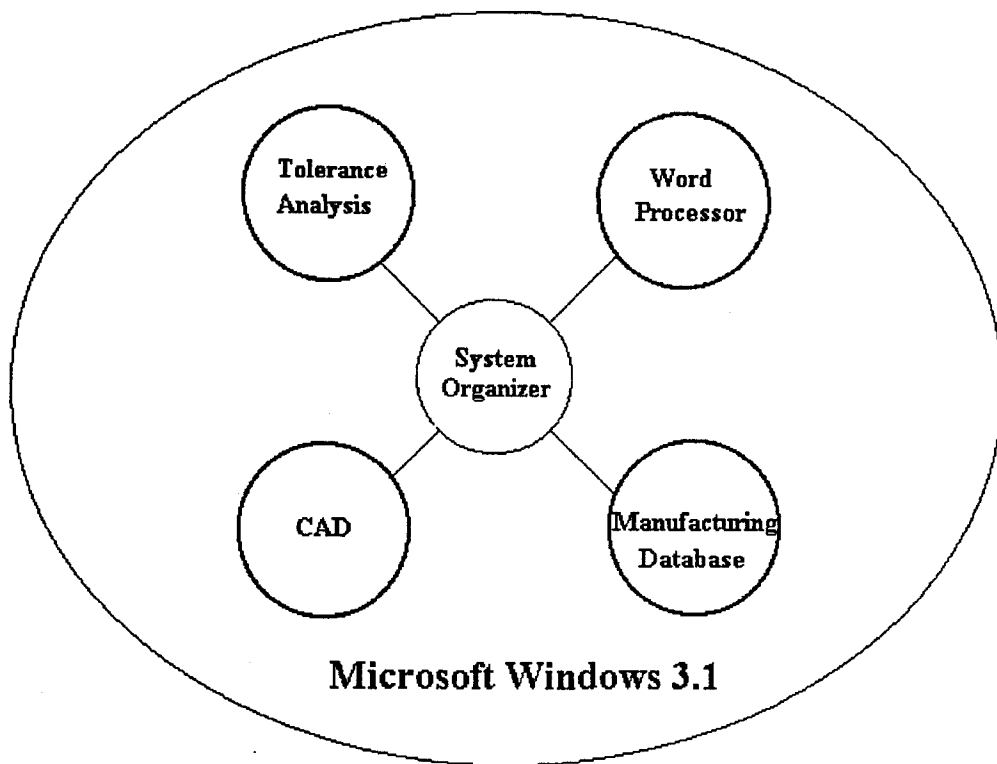 Tolerance
Analysis
Word
Processor
System
Organizer
CAD
Manufacturing
Database
Microsoft Windows 3.1